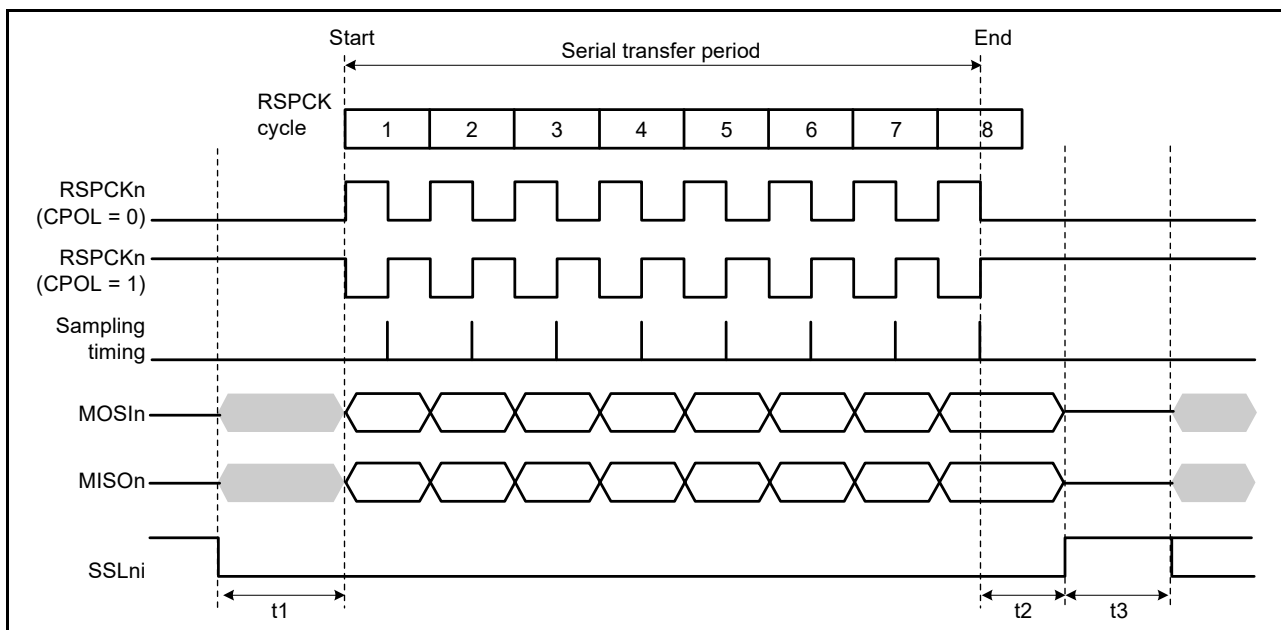 Start
End
Serial transfer period
RSPCK
cycle
1 2 3 4 5 6 7 8
RSPCKn
(CPOL = 0)
RSPCKn
(CPOL = 1)
Sampling
timing
MOSIn
MISOn
SSLni
t1
t2
t3